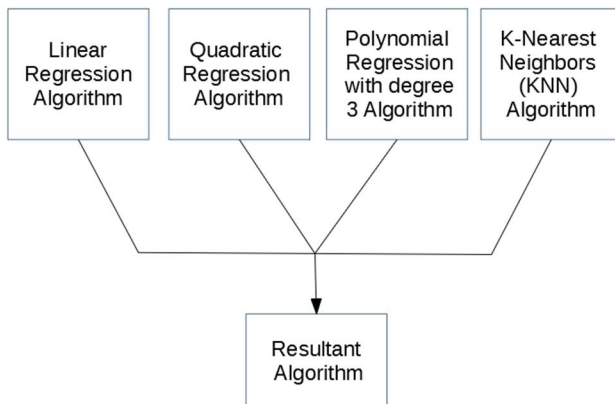 Linear
Regression
Algorithm
Quadratic
Regression
Algorithm
Polynomial
Regression
with degree
3 Algorithm
K-Nearest
Neighbors
(KNN)
Algorithm
Resultant
Algorithm